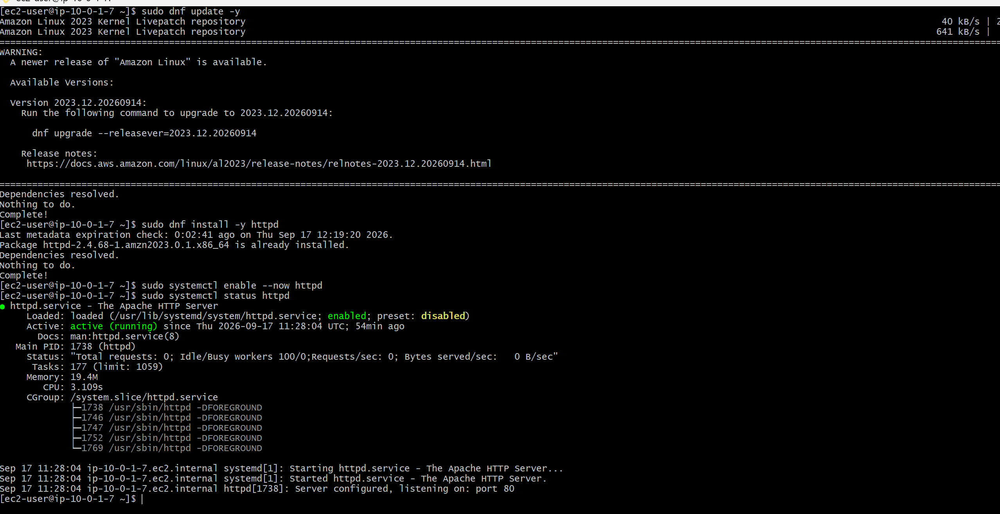 [ec2-user@ip-10-0-1-7 ~]$ sudo dnf update -y
Amazon Linux 2023 Kernel Livepatch repository 40 kB/s | 2
Amazon Linux 2023 Kernel Livepatch repository 641 kB/s |
================================================================================
WARNING:
  A newer release of "Amazon Linux" is available.

  Available Versions:

  Version 2023.12.20260914:
    Run the following command to upgrade to 2023.12.20260914:

      dnf upgrade --releasever=2023.12.20260914

    Release notes:
     https://docs.aws.amazon.com/linux/al2023/release-notes/relnotes-2023.12.20260914.html

================================================================================
Dependencies resolved.
Nothing to do.
Complete!
[ec2-user@ip-10-0-1-7 ~]$ sudo dnf install -y httpd
Last metadata expiration check: 0:02:41 ago on Thu Sep 17 12:19:20 2026.
Package httpd-2.4.68-1.amzn2023.0.1.x86_64 is already installed.
Dependencies resolved.
Nothing to do.
Complete!
[ec2-user@ip-10-0-1-7 ~]$ sudo systemctl enable --now httpd
[ec2-user@ip-10-0-1-7 ~]$ sudo systemctl status httpd
● httpd.service - The Apache HTTP Server
     Loaded: loaded (/usr/lib/systemd/system/httpd.service; enabled; preset: disabled)
     Active: active (running) since Thu 2026-09-17 11:28:04 UTC; 54min ago
       Docs: man:httpd.service(8)
   Main PID: 1738 (httpd)
     Status: "Total requests: 0; Idle/Busy workers 100/0;Requests/sec: 0; Bytes served/sec:   0 B/sec"
      Tasks: 177 (limit: 1059)
     Memory: 19.4M
        CPU: 3.109s
     CGroup: /system.slice/httpd.service
             ├─1738 /usr/sbin/httpd -DFOREGROUND
             ├─1746 /usr/sbin/httpd -DFOREGROUND
             ├─1747 /usr/sbin/httpd -DFOREGROUND
             ├─1752 /usr/sbin/httpd -DFOREGROUND
             └─1769 /usr/sbin/httpd -DFOREGROUND

Sep 17 11:28:04 ip-10-0-1-7.ec2.internal systemd[1]: Starting httpd.service - The Apache HTTP Server...
Sep 17 11:28:04 ip-10-0-1-7.ec2.internal systemd[1]: Started httpd.service - The Apache HTTP Server.
Sep 17 11:28:04 ip-10-0-1-7.ec2.internal httpd[1738]: Server configured, listening on: port 80
[ec2-user@ip-10-0-1-7 ~]$